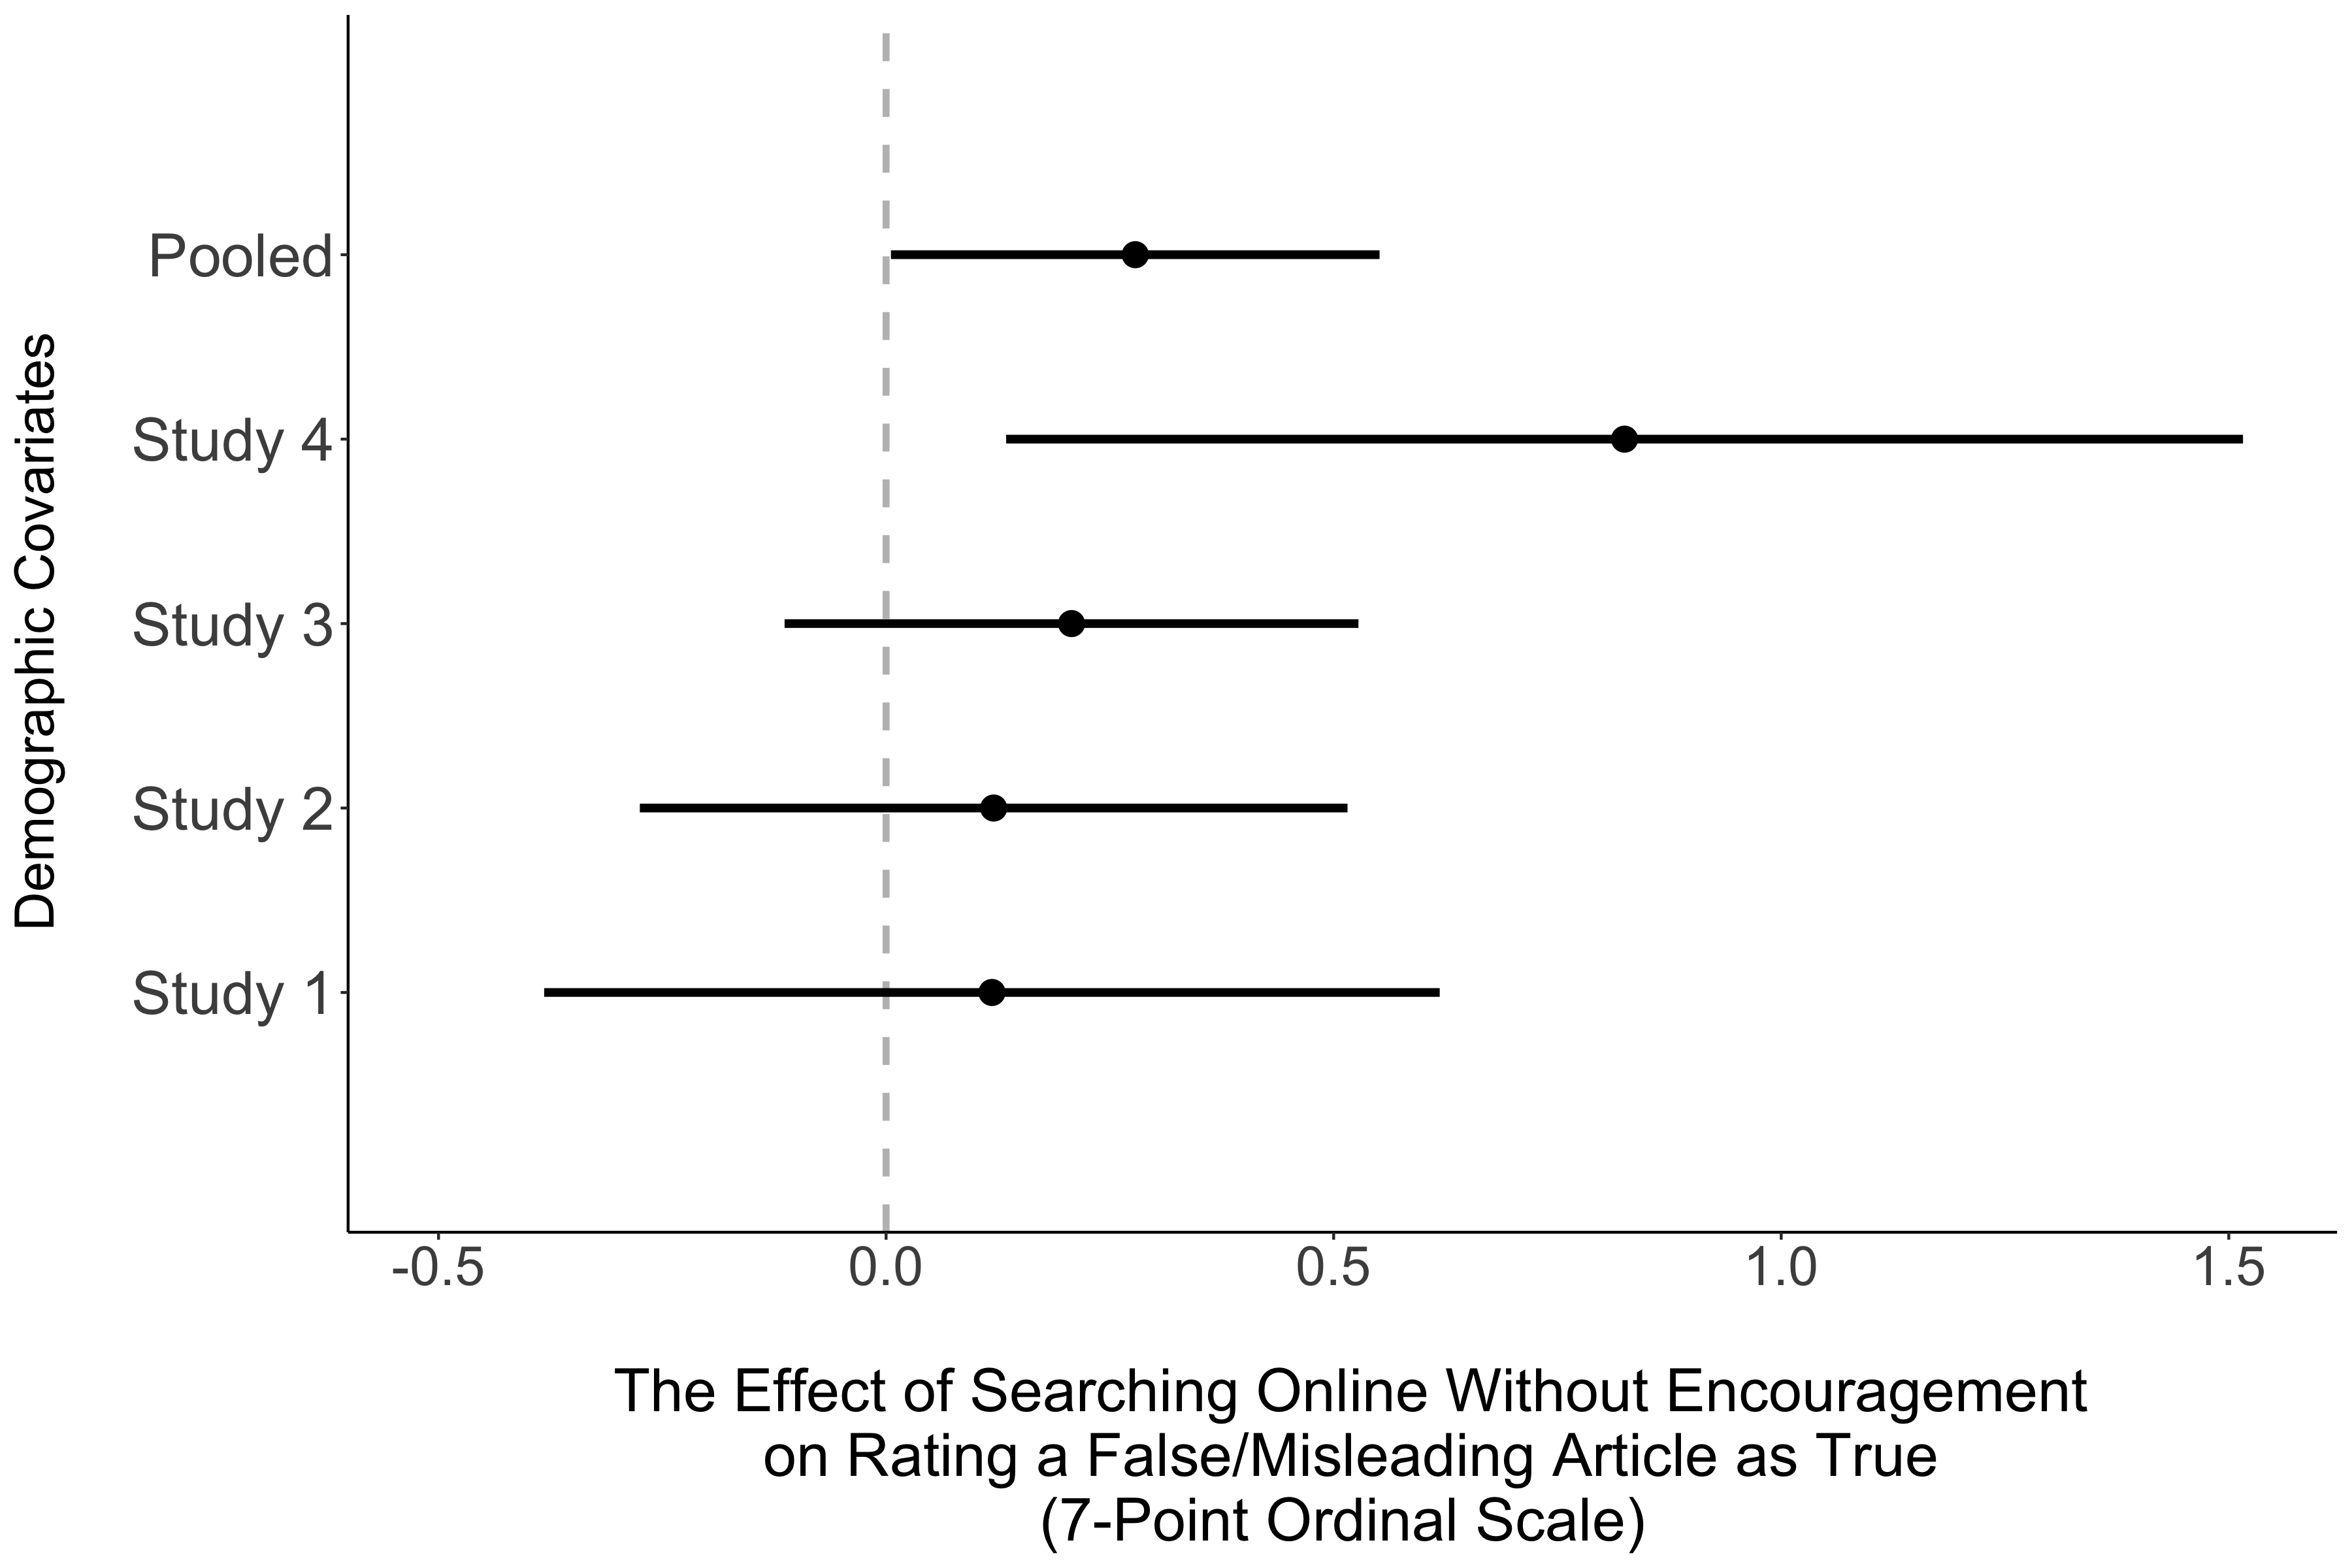 Demographic Covariates
Pooled
Study 4
Study 3
Study 2
Study 1
-0.5 0.0 0.5 1.0 1.5
The Effect of Searching Online Without Encouragement
on Rating a False/Misleading Article as True
(7-Point Ordinal Scale)